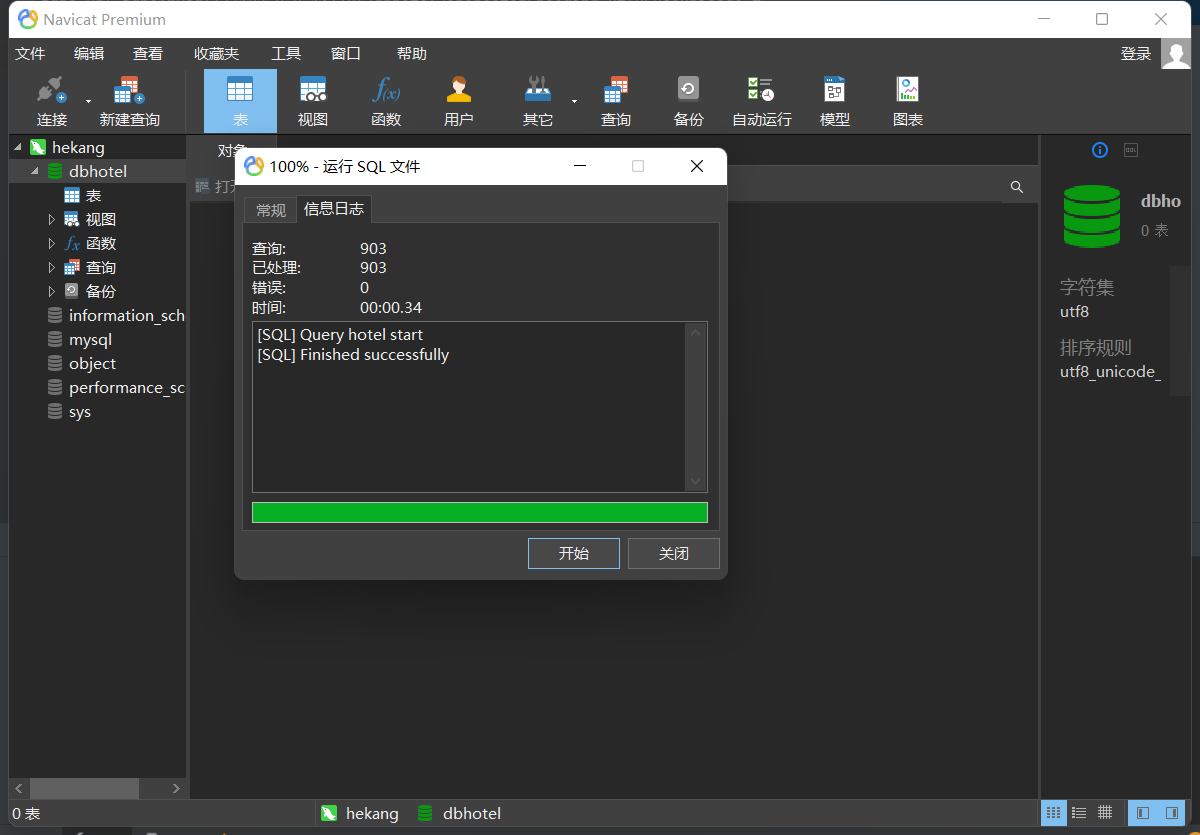 Navicat Premium
文件 编辑 查看 收藏夹 工具 窗口 帮助 登录
连接 新建查询 表 视图 函数 用户 其它 查询 备份 自动运行 模型 图表
hekang
dbhotel
表
视图
函数
查询
备份
information_sch
mysql
object
performance_sc
sys
对象
打开
100% - 运行 SQL 文件
常规 信息日志
查询: 903
已处理: 903
错误: 0
时间: 00:00.34
[SQL] Query hotel start
[SQL] Finished successfully
开始 关闭
dbho
0 表
字符集
utf8
排序规则
utf8_unicode_
0 表 hekang dbhotel